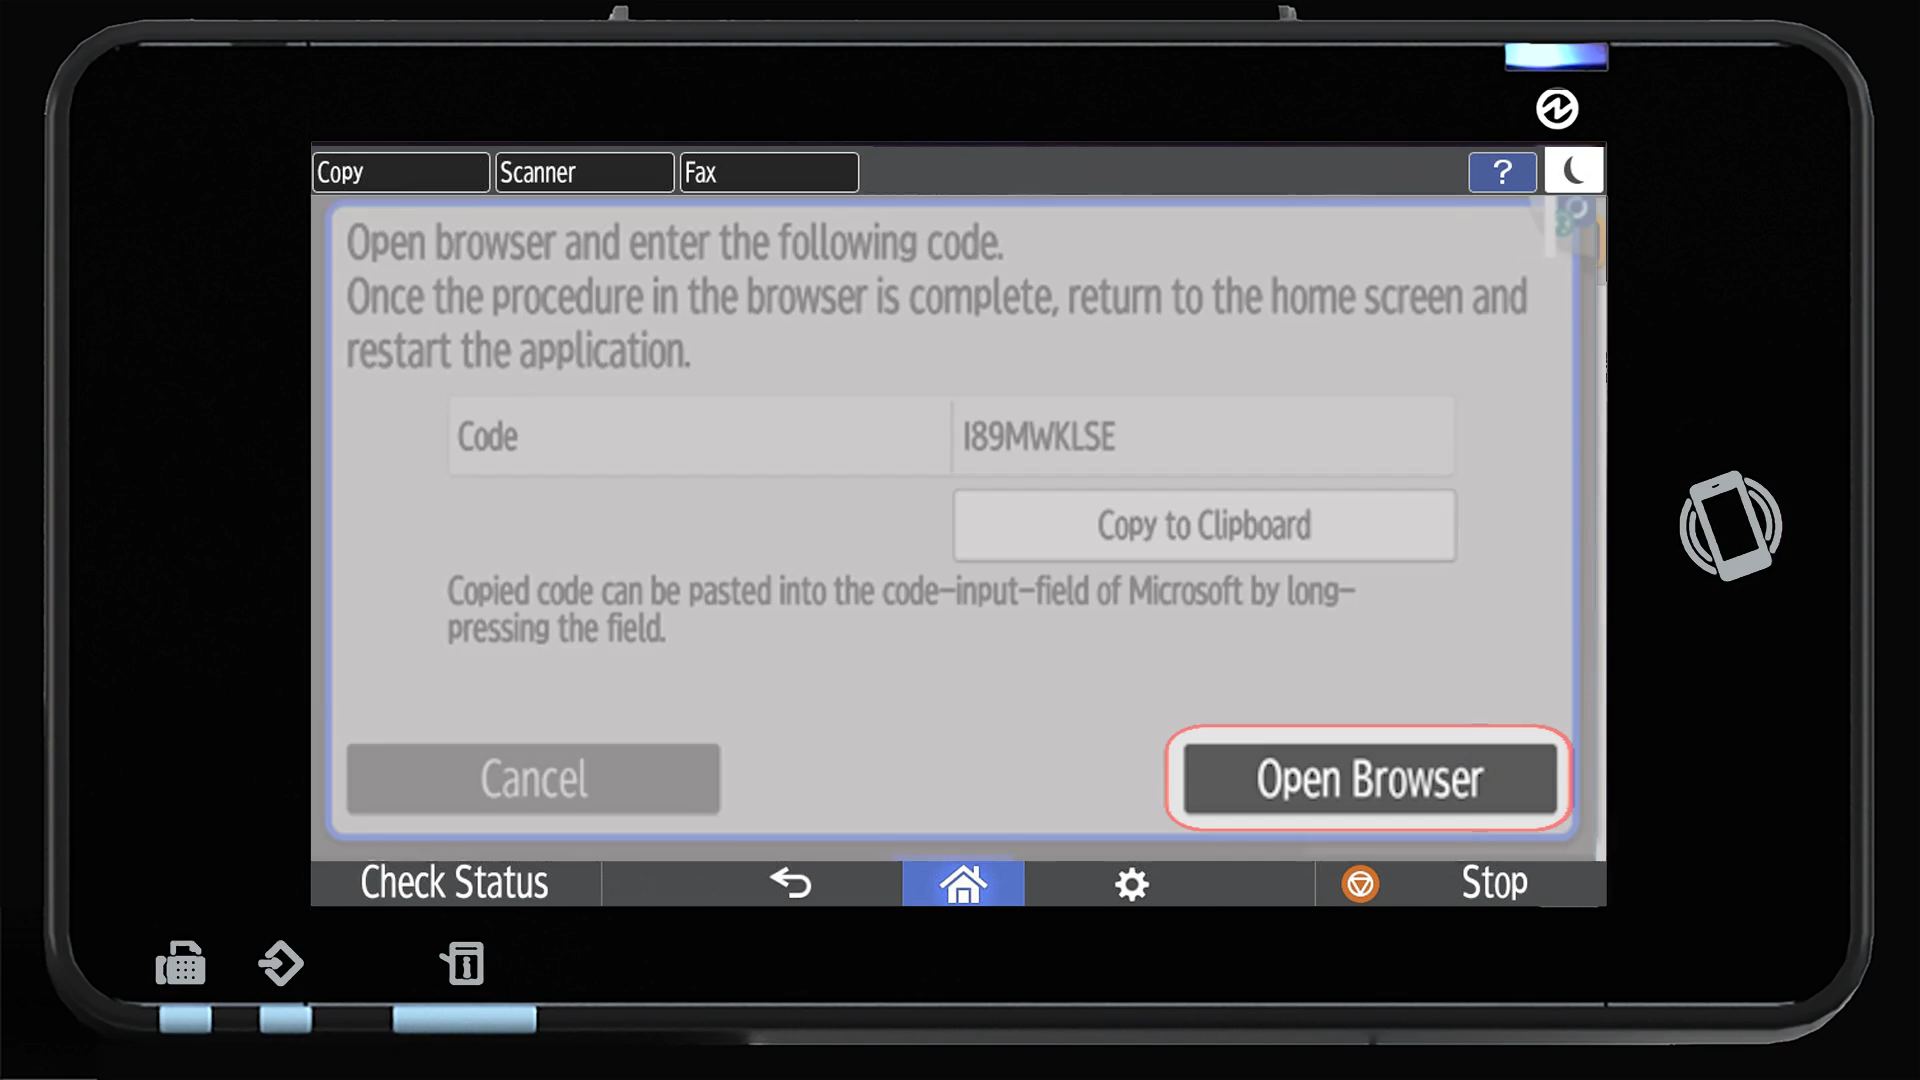 Copy Scanner Fax ?
Open browser and enter the following code.
Once the procedure in the browser is complete, return to the home screen and
restart the application.
Code I89MWKLSE
Copy to Clipboard
Copied code can be pasted into the code-input-field of Microsoft by long-
pressing the field.
Cancel Open Browser
Check Status Stop